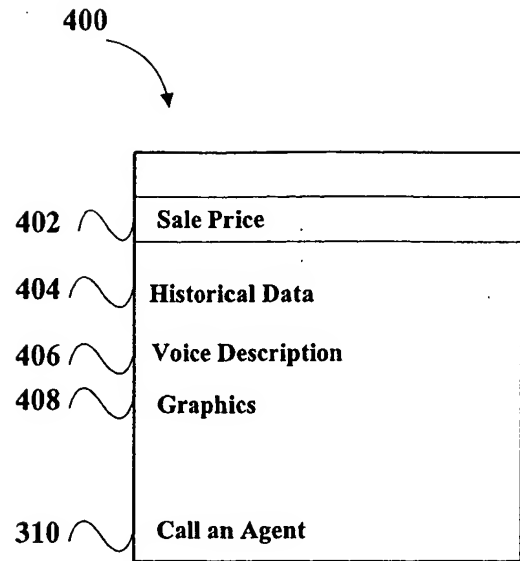 400
402 Sale Price
404 Historical Data
406 Voice Description
408 Graphics
310 Call an Agent